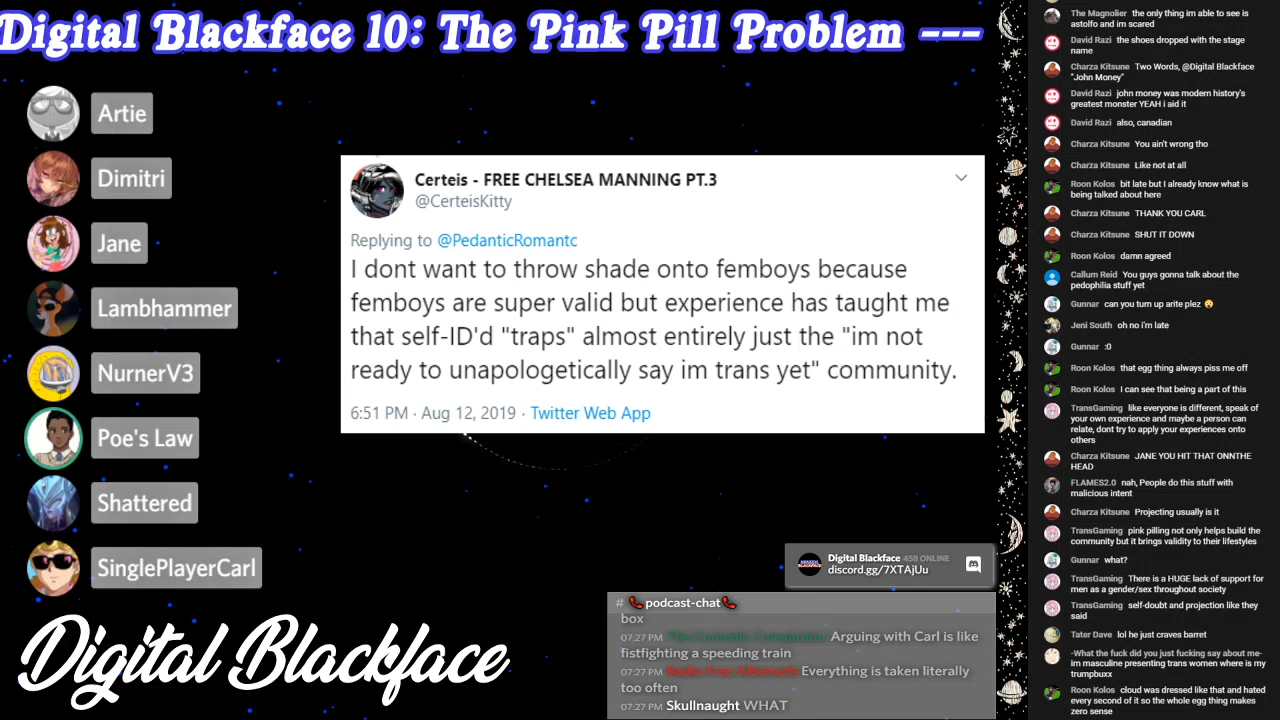 Digital Blackface 10: The Pink Pill Problem ---
Artie
Dimitri
Jane
Lambhammer
NurnerV3
Poe's Law
Shattered
SinglePlayerCarl
Digital Blackface
Certeis - FREE CHELSEA MANNING PT.3
@CerteisKitty
Replying to @PedanticRomantc
I dont want to throw shade onto femboys because
femboys are super valid but experience has taught me
that self-ID'd "traps" almost entirely just the "im not
ready to unapologetically say im trans yet" community.
6:51 PM · Aug 12, 2019 · Twitter Web App
Digital Blackface 458 ONLINE
discord.gg/7XTAjUu
# podcast-chat
box
07:27 PM Arguing with Carl is like
fistfighting a speeding train
07:27 PM Everything is taken literally
too often
07:27 PM Skullnaught WHAT
The Magnolier the only thing im able to see is
astolfo and im scared
David Razi the shoes dropped with the stage
name
Charza Kitsune Two Words, @Digital Blackface
"John Money"
David Razi john money was modern history's
greatest monster YEAH i aid it
David Razi also, canadian
Charza Kitsune You ain't wrong tho
Charza Kitsune Like not at all
Roon Kolos bit late but I already know what is
being talked about here
Charza Kitsune THANK YOU CARL
Charza Kitsune SHUT IT DOWN
Roon Kolos damn agreed
Callum Reid You guys gonna talk about the
pedophilia stuff yet
Gunnar can you turn up arite plez
Jeni South oh no i'm late
Gunnar :0
Roon Kolos that egg thing always piss me off
Roon Kolos I can see that being a part of this
TransGaming like everyone is different, speak of
your own experience and maybe a person can
relate, dont try to apply your experiences onto
others
Charza Kitsune JANE YOU HIT THAT ONNTHE
HEAD
FLAMES2.0 nah, People do this stuff with
malicious intent
Charza Kitsune Projecting usually is it
TransGaming pink pilling not only helps build the
community but it brings validity to their lifestyles
Gunnar what?
TransGaming There is a HUGE lack of support for
men as a gender/sex throughout society
TransGaming self-doubt and projection like they
said
Tater Dave lol he just craves barret
-What the fuck did you just fucking say about me-
im masculine presenting trans women where is my
trumpbuxx
Roon Kolos cloud was dressed like that and hated
every second of it so the whole egg thing makes
zero sense